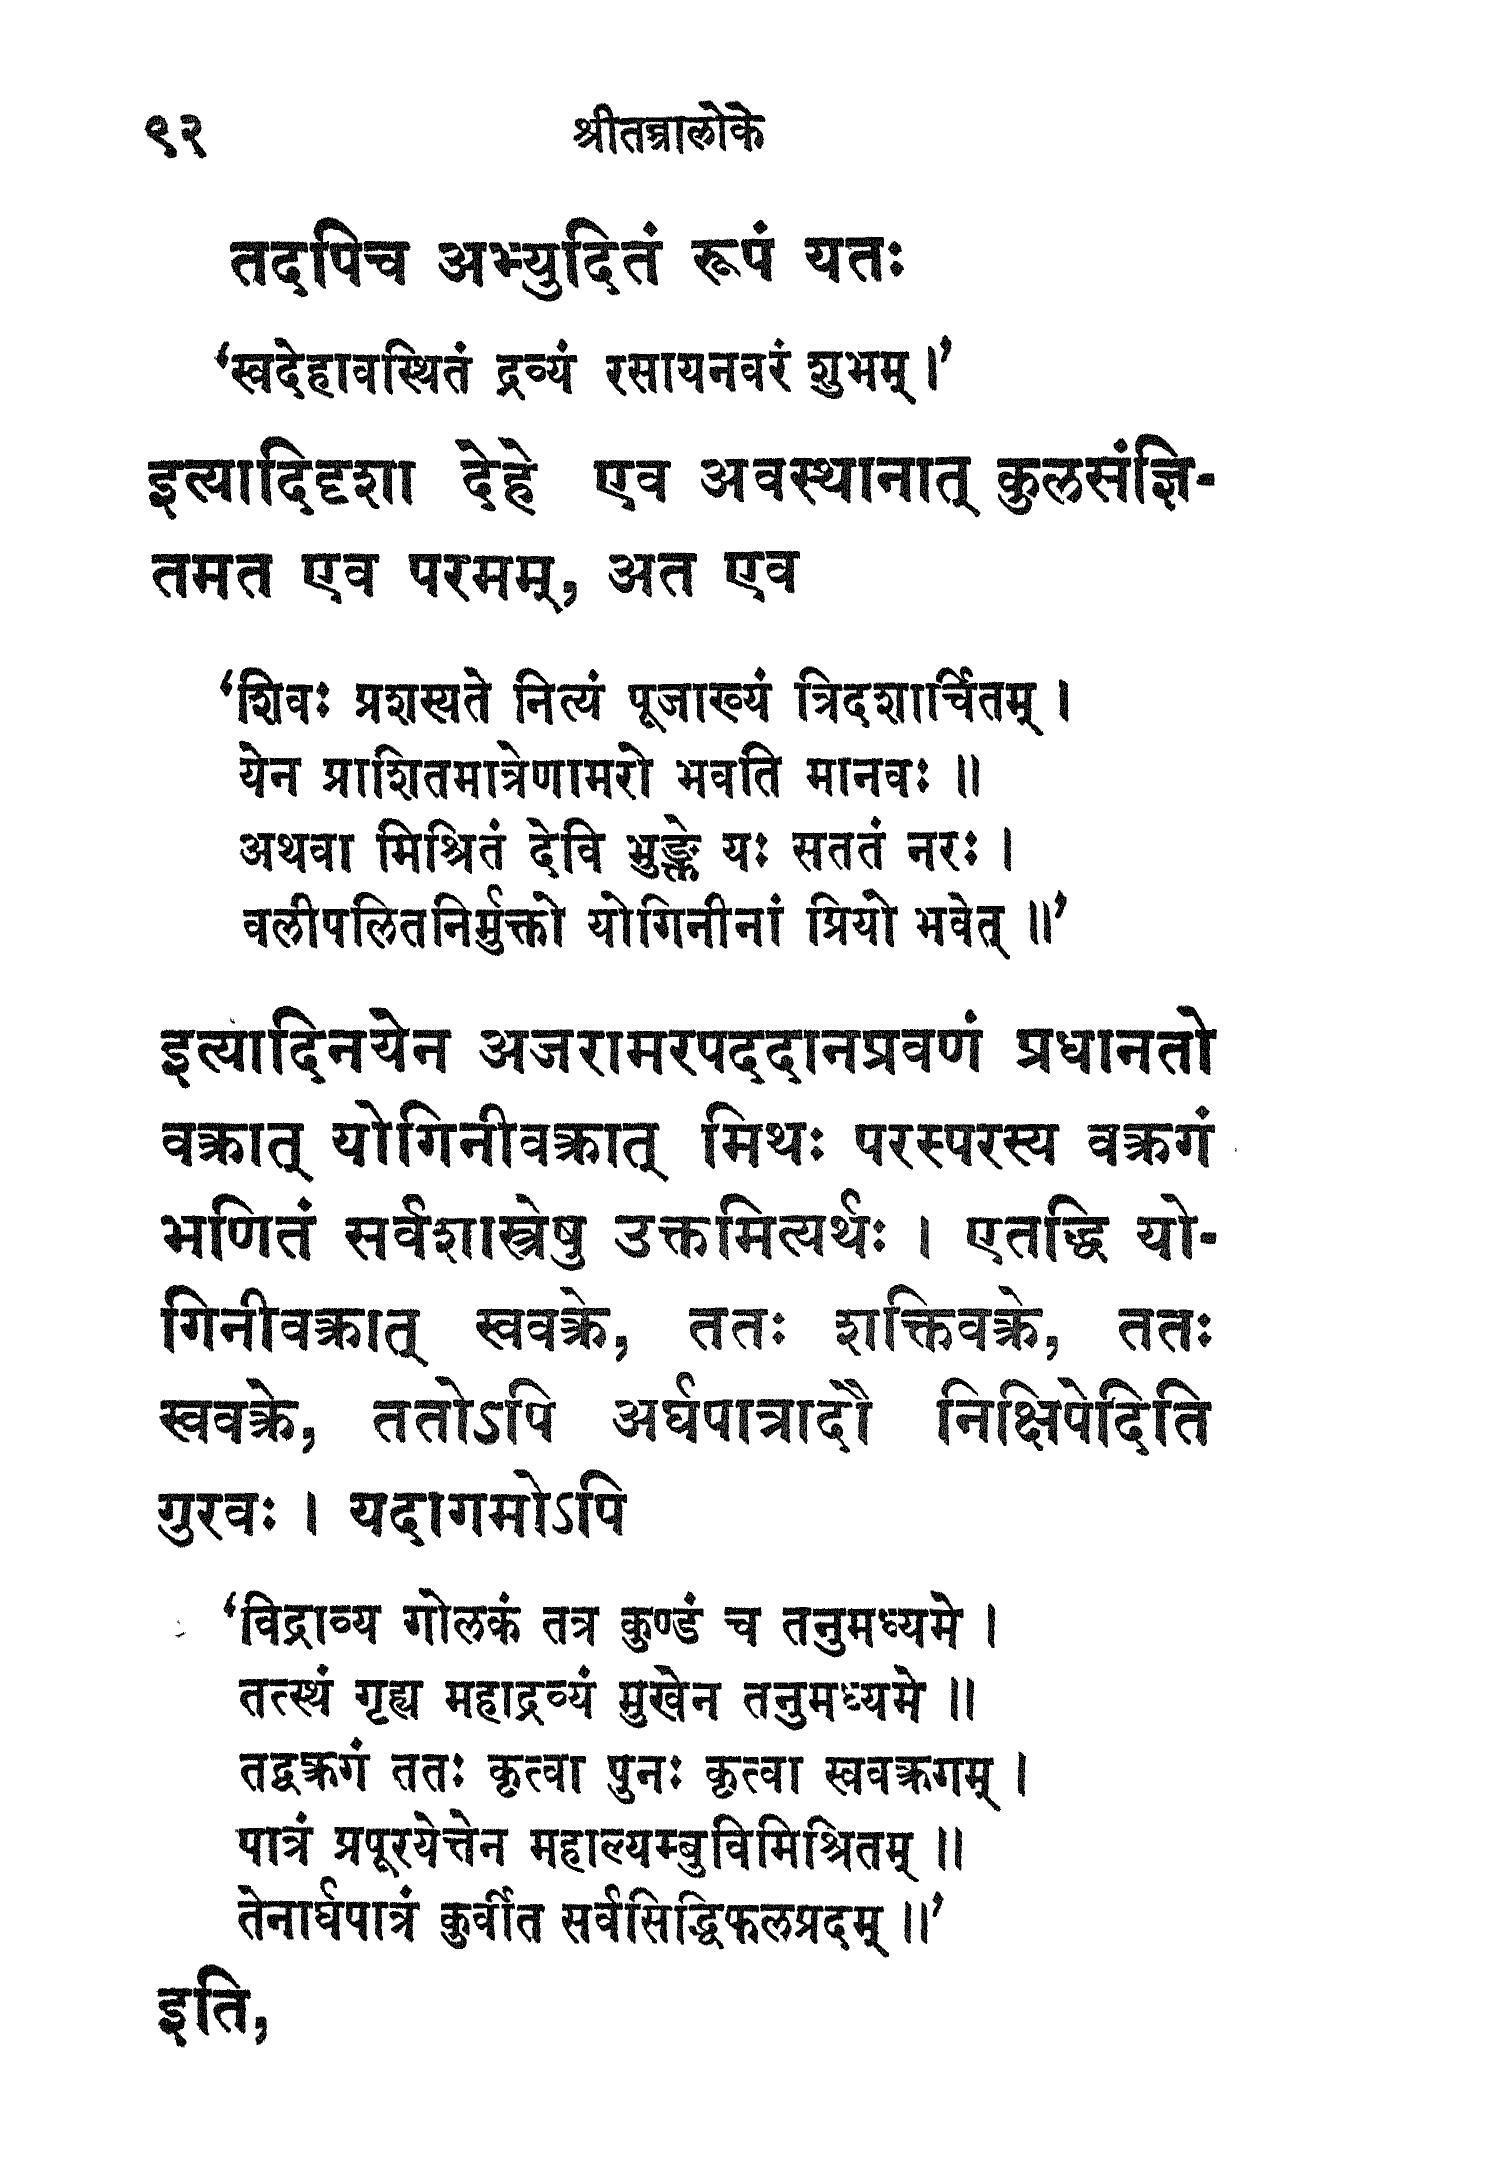 ९२ श्रीतन्त्रालोके
तदपिच अभ्युदितं रूपं यतः
‘स्वदेहावस्थितं द्रव्यं रसायनवरं शुभम् ।’
इत्यादिदृशा देहे एव अवस्थानात् कुलसंज्ञि-
तमत एव परमम्, अत एव
‘शिवः प्रशस्यते नित्यं पूजाख्यं त्रिदशार्चितम् ।
येन प्राशितमात्रेणामरो भवति मानवः ॥
अथवा मिश्रितं देवि भुङ्क्ते यः सततं नरः ।
वलीपलितनिर्मुक्तो योगिनीनां प्रियो भवेत् ॥’
इत्यादिनयेन अजरामरपददानप्रवणं प्रधानतो
वक्त्रात् योगिनीवक्त्रात् मिथः परस्परस्य वक्त्रगं
भणितं सर्वशास्त्रेषु उक्तमित्यर्थः । एतद्धि यो-
गिनीवक्त्रात् स्ववक्त्रे, ततः शक्तिवक्त्रे, ततः
स्ववक्त्रे, ततोऽपि अर्घपात्रादौ निक्षिपेदिति
गुरवः । यदागमोऽपि
‘विद्राव्य गोलकं तत्र कुण्डं च तनुमध्यमे ।
तत्स्थं गृह्य महाद्रव्यं मुखेन तनुमध्यमे ॥
तद्वक्त्रगं ततः कृत्वा पुनः कृत्वा स्ववक्त्रगम् ।
पात्रं प्रपूरयेत्तेन महाल्यम्बुविमिश्रितम् ॥
तेनार्घपात्रं कुर्वीत सर्वसिद्धिफलप्रदम् ॥’
इति,